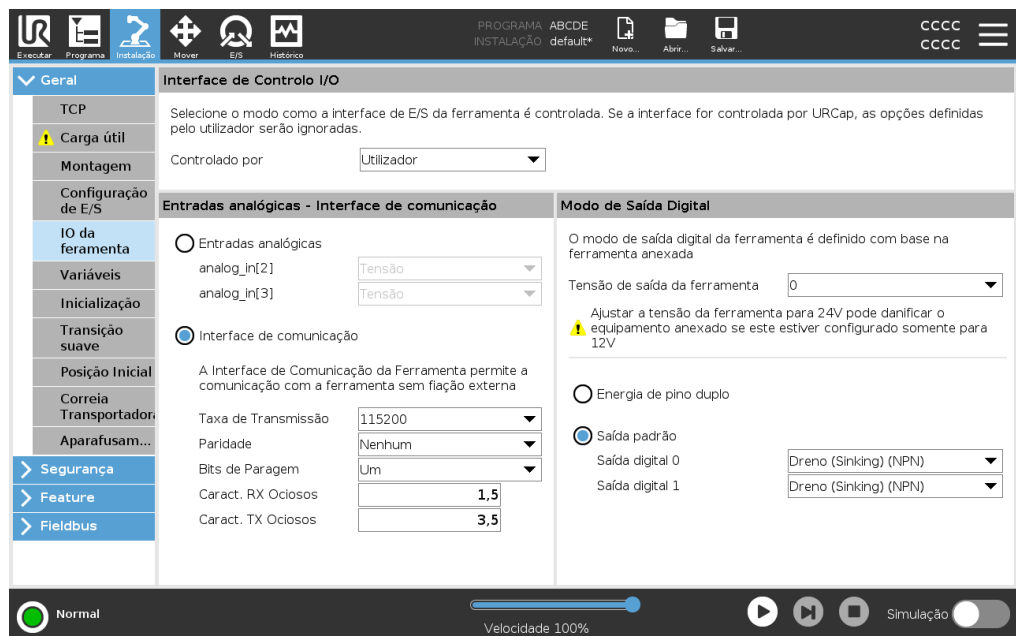 Executar
Programa
Instalação
Mover
E/S
Histórico
PROGRAMA ABCDE
INSTALAÇÃO default*
Novo...
Abrir...
Salvar...
CCCC
CCCC
Geral
TCP
Carga útil
Montagem
Configuração
de E/S
IO da
feramenta
Variáveis
Inicialização
Transição
suave
Posição Inicial
Correia
Transportadora
Aparafusam...
Segurança
Feature
Fieldbus
Interface de Controlo I/O
Selecione o modo como a interface de E/S da ferramenta é controlada. Se a interface for controlada por URCap, as opções definidas
pelo utilizador serão ignoradas.
Controlado por Utilizador
Entradas analógicas - Interface de comunicação
Entradas analógicas
analog_in[2] Tensão
analog_in[3] Tensão
Interface de comunicação
A Interface de Comunicação da Ferramenta permite a
comunicação com a ferramenta sem fiação externa
Taxa de Transmissão 115200
Paridade Nenhum
Bits de Paragem Um
Caract. RX Ociosos 1,5
Caract. TX Ociosos 3,5
Modo de Saída Digital
O modo de saída digital da ferramenta é definido com base na
ferramenta anexada
Tensão de saída da ferramenta 0
Ajustar a tensão da ferramenta para 24V pode danificar o
equipamento anexado se este estiver configurado somente para
12V
Energia de pino duplo
Saída padrão
Saída digital 0 Dreno (Sinking) (NPN)
Saída digital 1 Dreno (Sinking) (NPN)
Normal
Velocidade 100%
Simulação